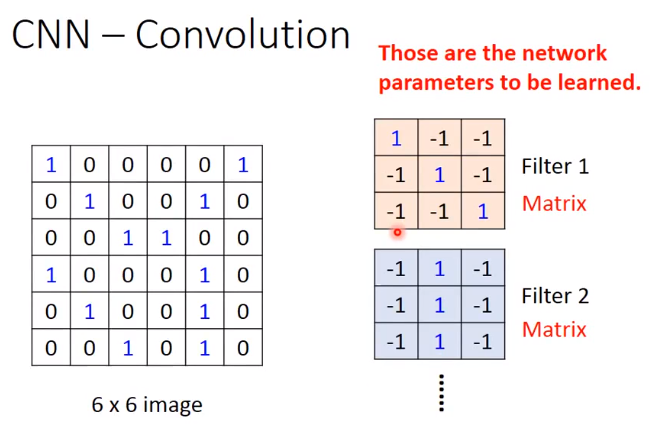 CNN – Convolution
Those are the network
parameters to be learned.
1 0 0 0 0 1
0 1 0 0 1 0
0 0 1 1 0 0
1 0 0 0 1 0
0 1 0 0 1 0
0 0 1 0 1 0
6 x 6 image
1 -1 -1
-1 1 -1
-1 -1 1
Filter 1
Matrix
-1 1 -1
-1 1 -1
-1 1 -1
Filter 2
Matrix